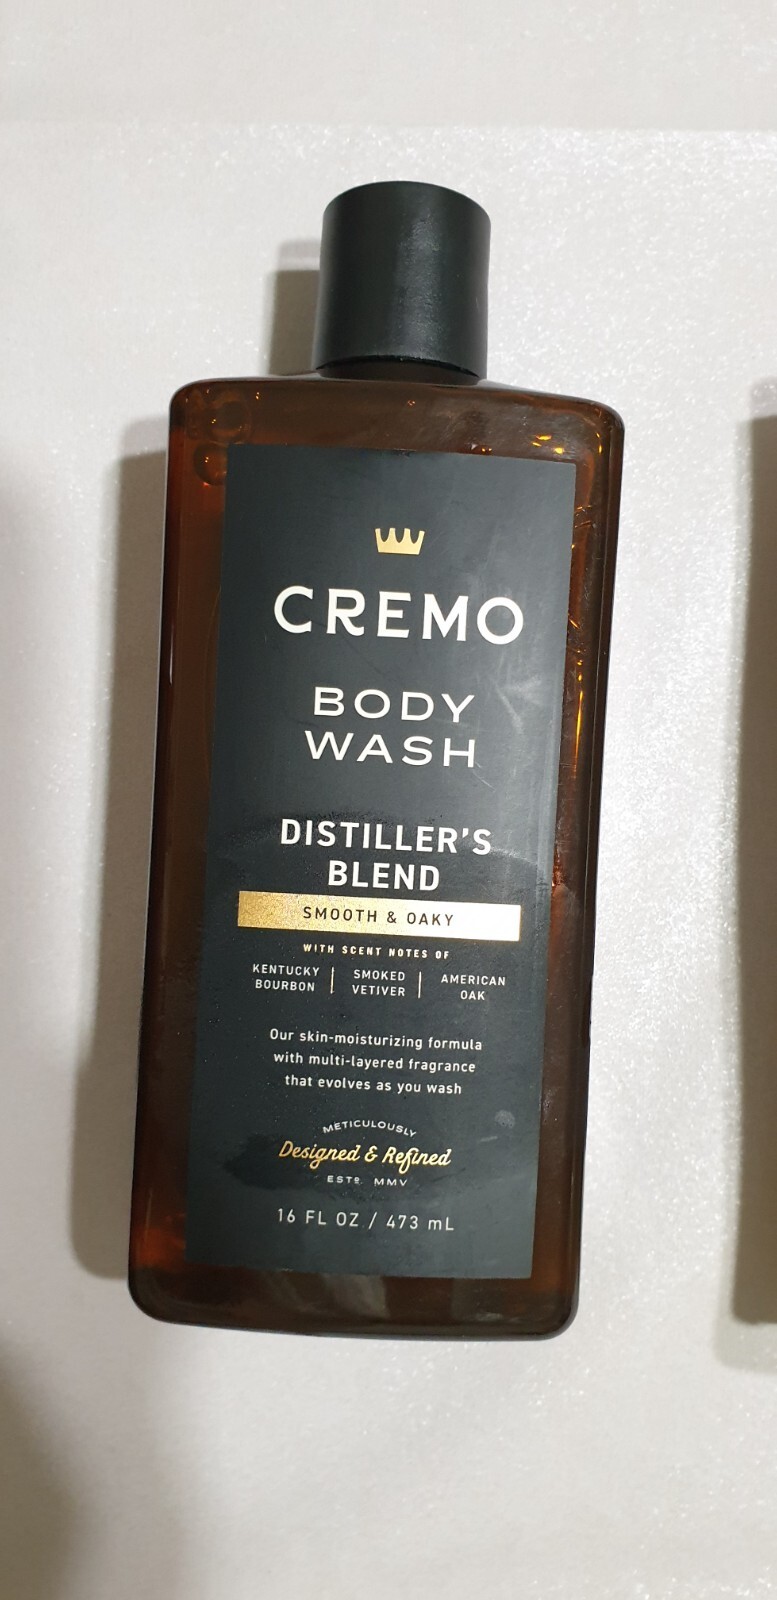 CREMO
BODY
WASH
DISTILLER'S
BLEND
SMOOTH & OAKY
WITH SCENT NOTES OF
KENTUCKY
BOURBON
SMOKED
VETIVER
AMERICAN
OAK
Our skin-moisturizing formula
with multi-layered fragrance
that evolves as you wash
METICULOUSLY
Designed & Refined
ESTD. MMV
16 FL OZ / 473 mL